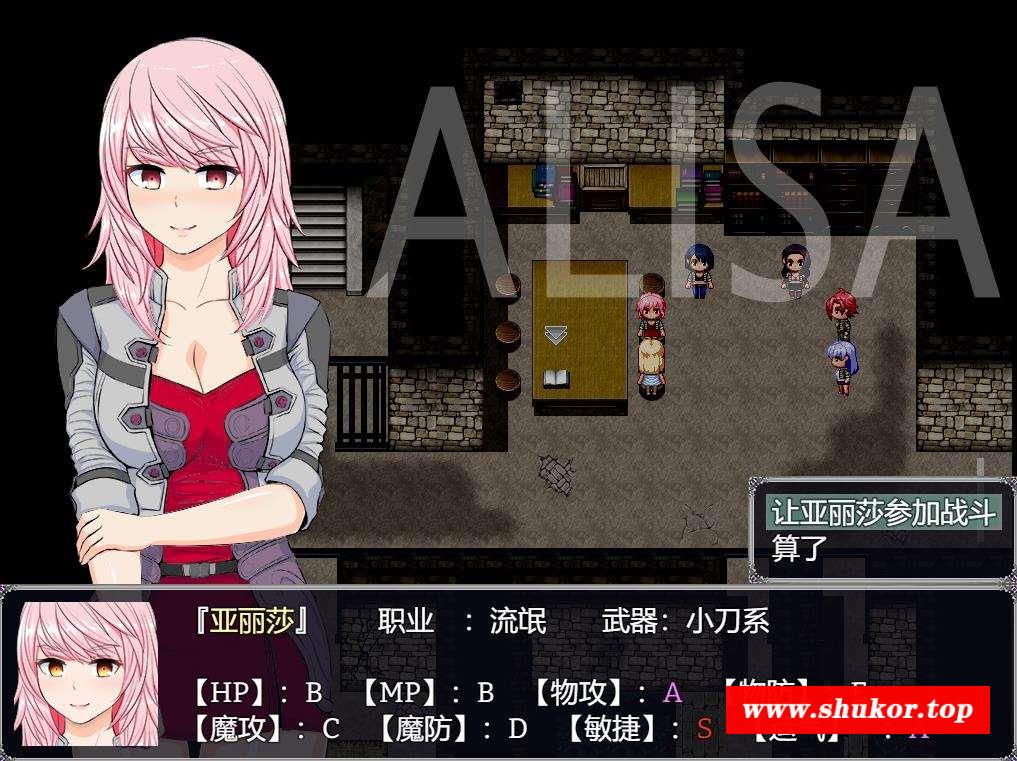 ALISA
让亚丽莎参加战斗
算了
『亚丽莎』 职业 ：流氓 武器：小刀系
【HP】：B 【MP】：B 【物攻】：A
【魔攻】：C 【魔防】：D 【敏捷】：S
www.shukor.top